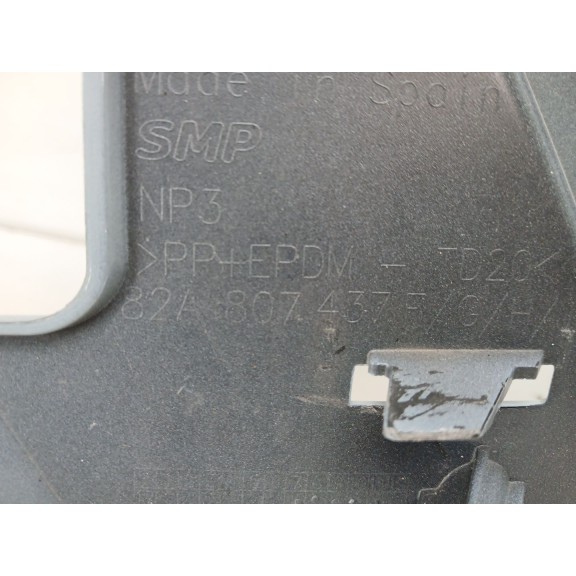 Made in Spain
SMP
NP3
>PP+EPDM - TD20<
82A 807 437 F/G/H/